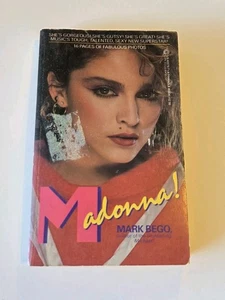 SHE'S GORGEOUS! SHE'S GUTSY! SHE'S GREAT! SHE'S
MUSIC'S TOUGH, TALENTED, SEXY NEW SUPERSTAR!
16 PAGES OF FABULOUS PHOTOS
Madonna!
MARK BEGO